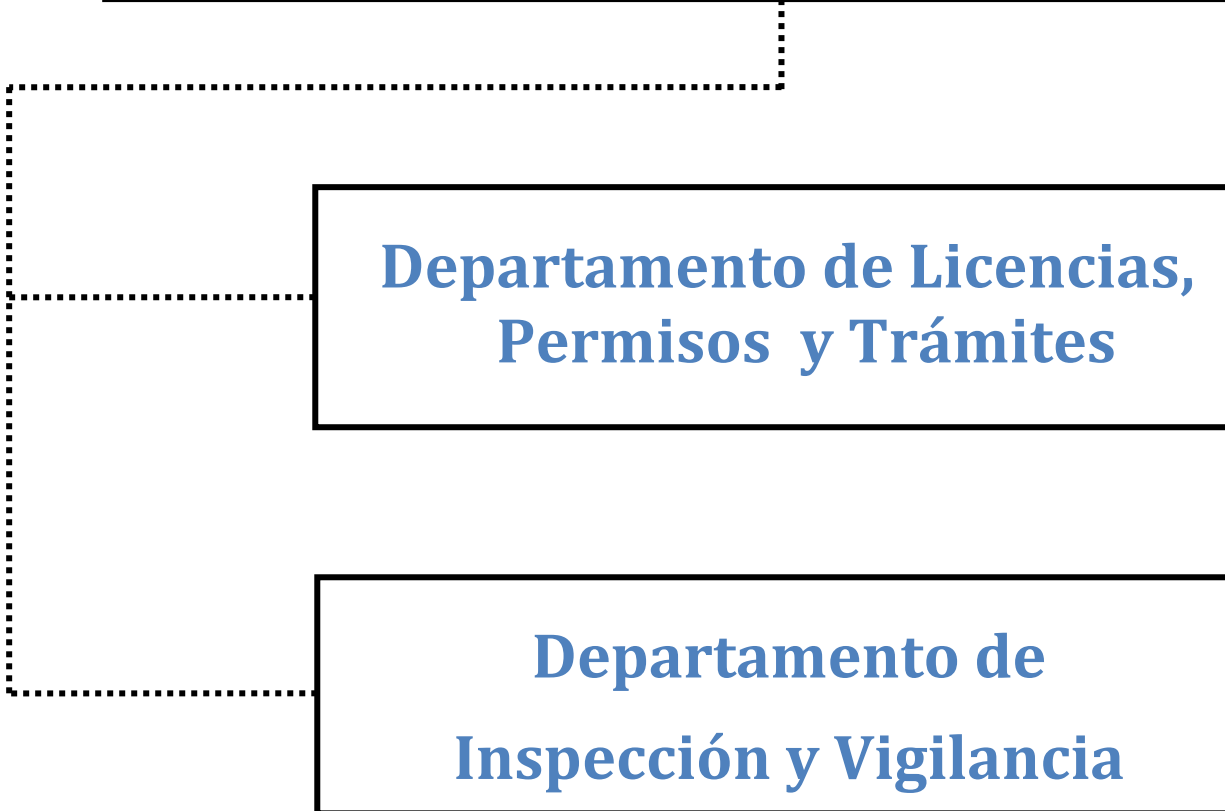 Departamento de Licencias,
Permisos  y Trámites
Departamento de
Inspección y Vigilancia